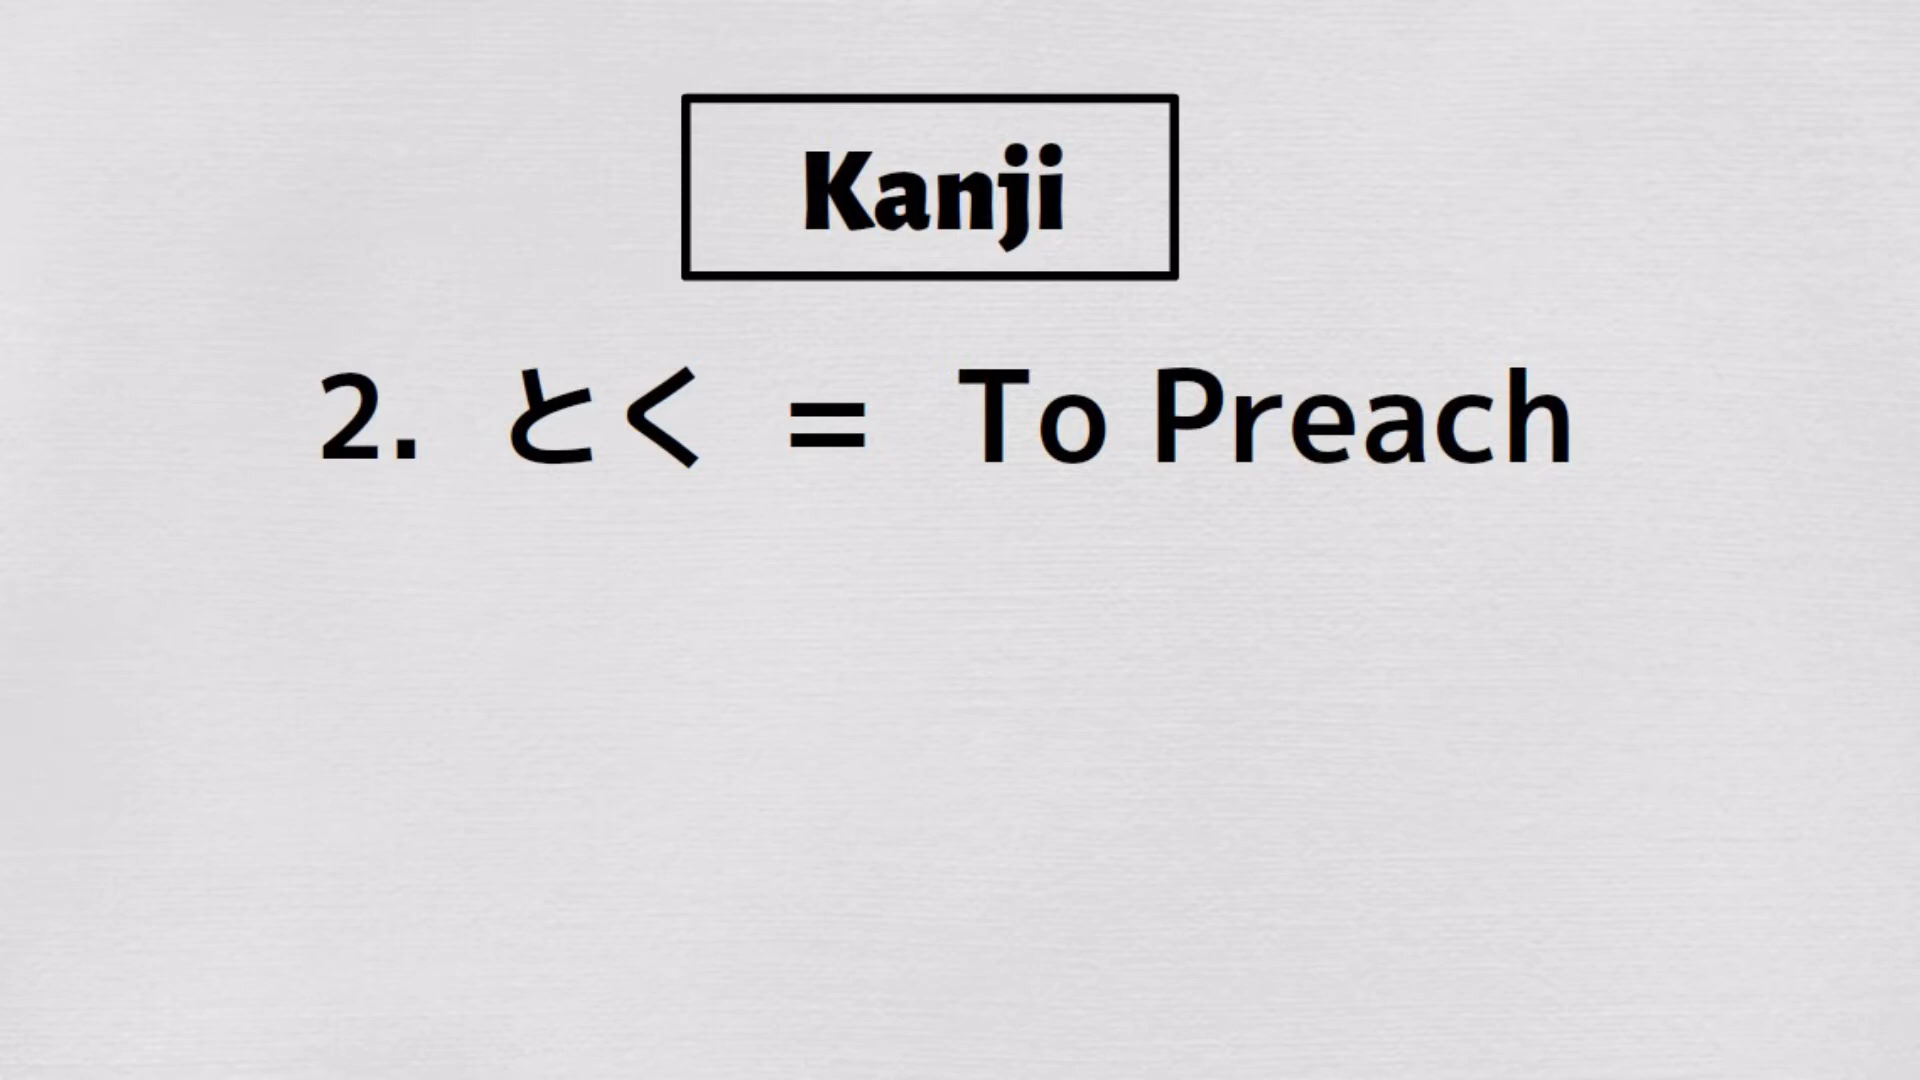 Kanji
2. とく = To Preach